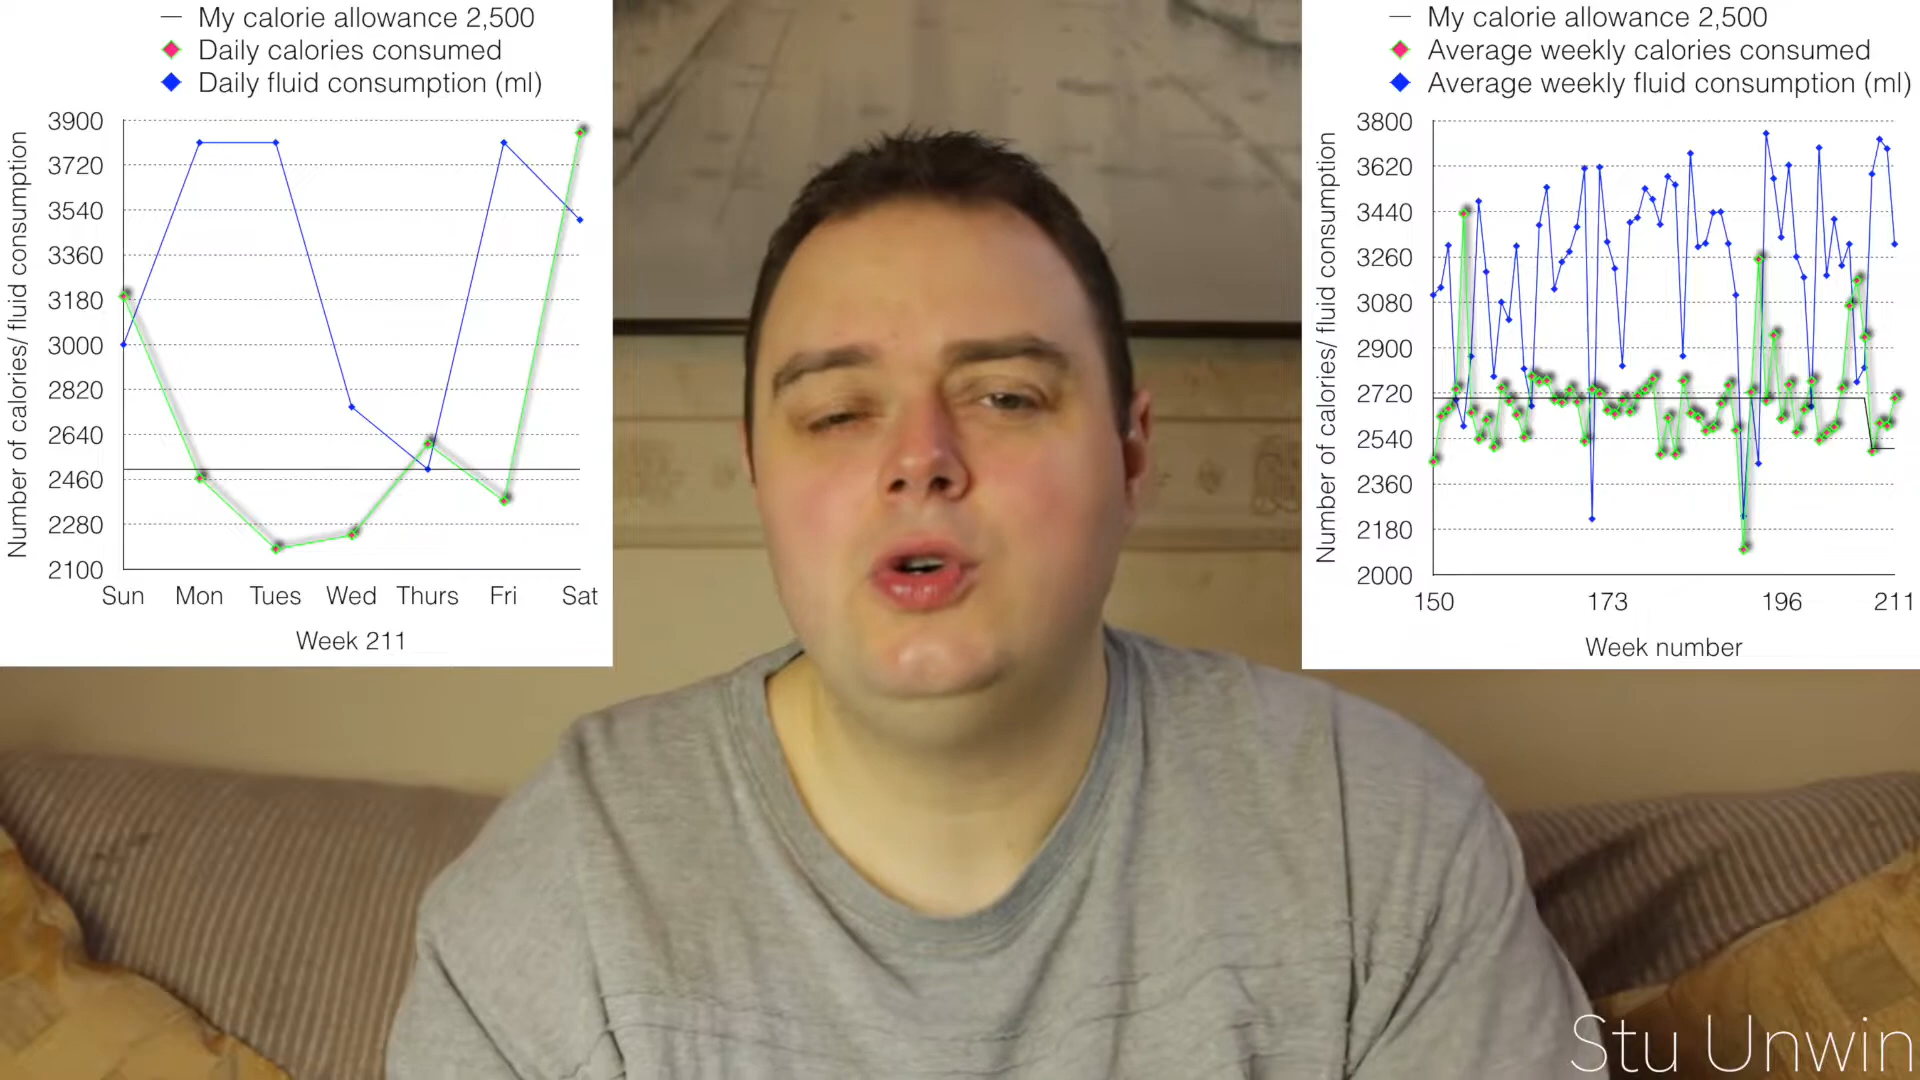 My calorie allowance 2,500
Daily calories consumed
Daily fluid consumption (ml)
Number of calories/ fluid consumption
3900
3720
3540
3360
3180
3000
2820
2640
2460
2280
2100
Sun Mon Tues Wed Thurs Fri Sat
Week 211
My calorie allowance 2,500
Average weekly calories consumed
Average weekly fluid consumption (ml)
Number of calories/ fluid consumption
3800
3620
3440
3260
3080
2900
2720
2540
2360
2180
2000
150 173 196 211
Week number
Stu Unwin